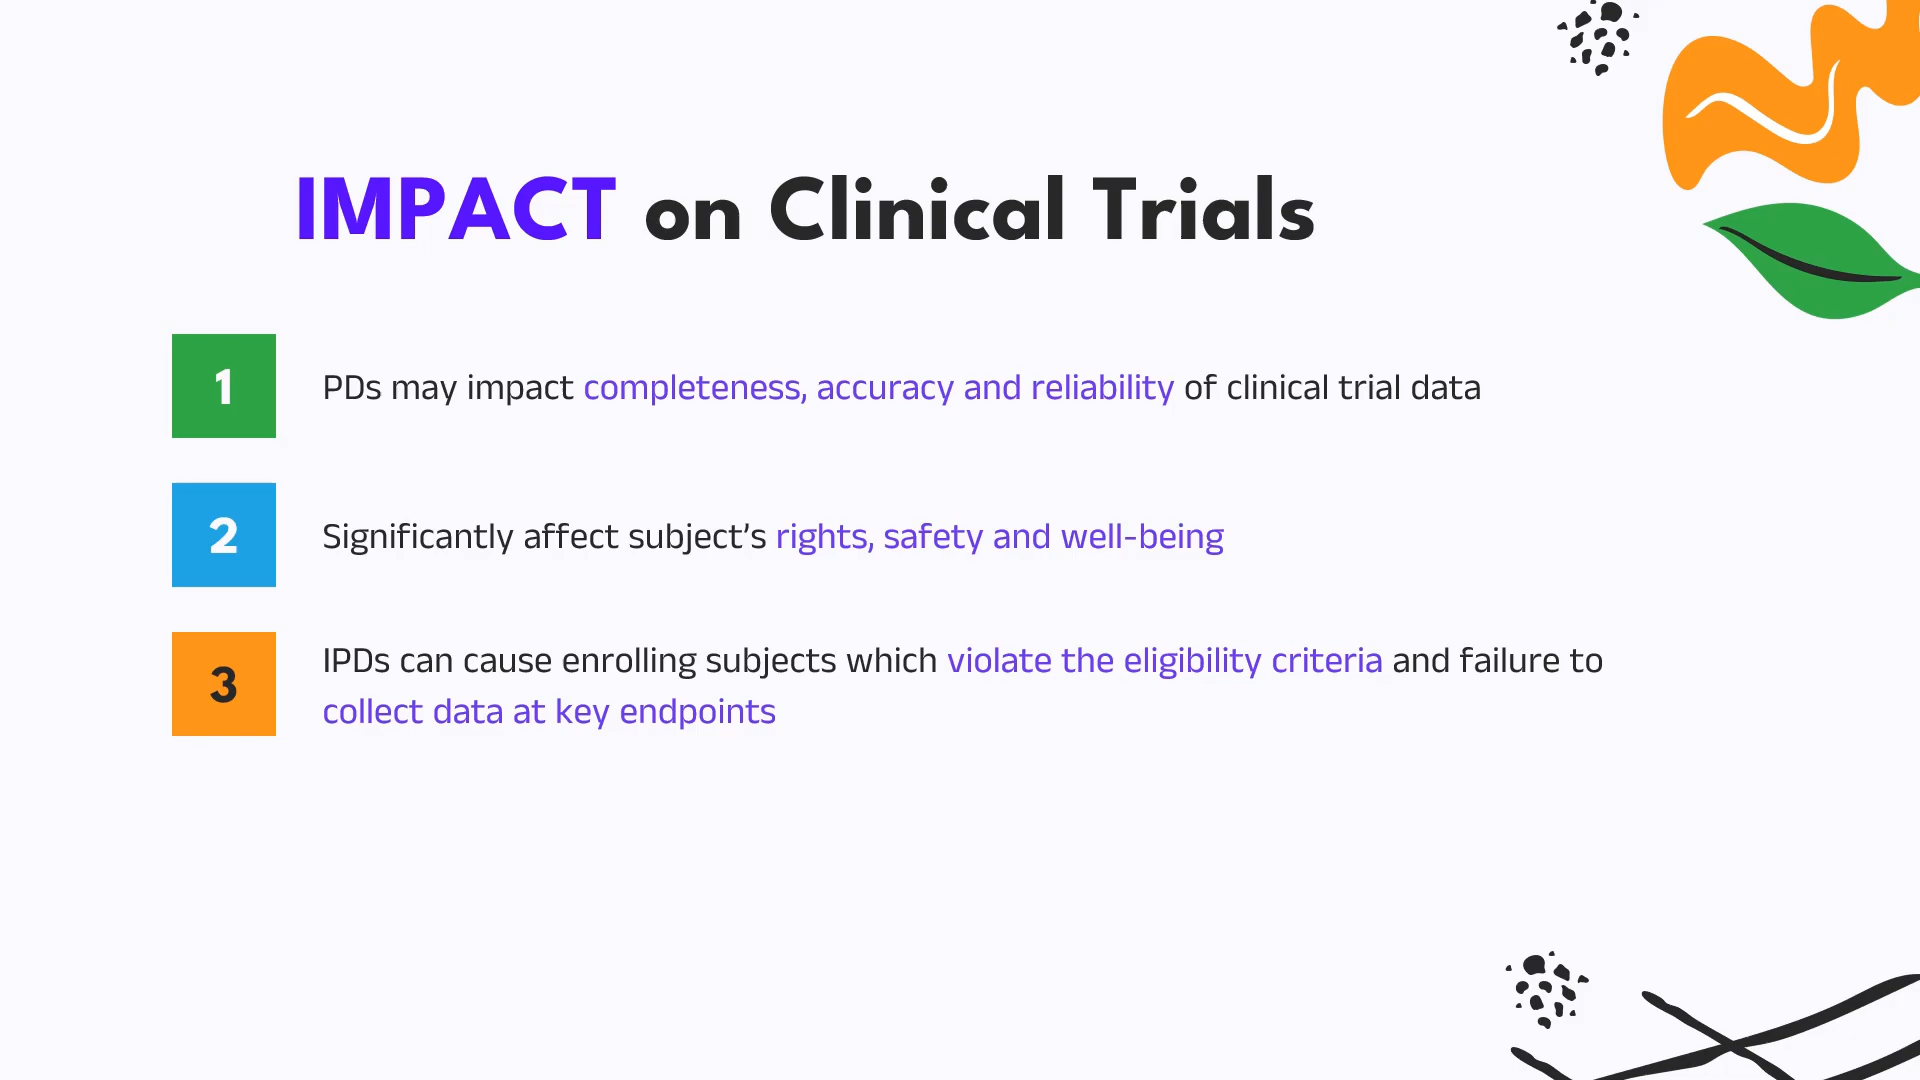 IMPACT on Clinical Trials
1
PDs may impact completeness, accuracy and reliability of clinical trial data
2
Significantly affect subject’s rights, safety and well-being
3
IPDs can cause enrolling subjects which violate the eligibility criteria and failure to
collect data at key endpoints